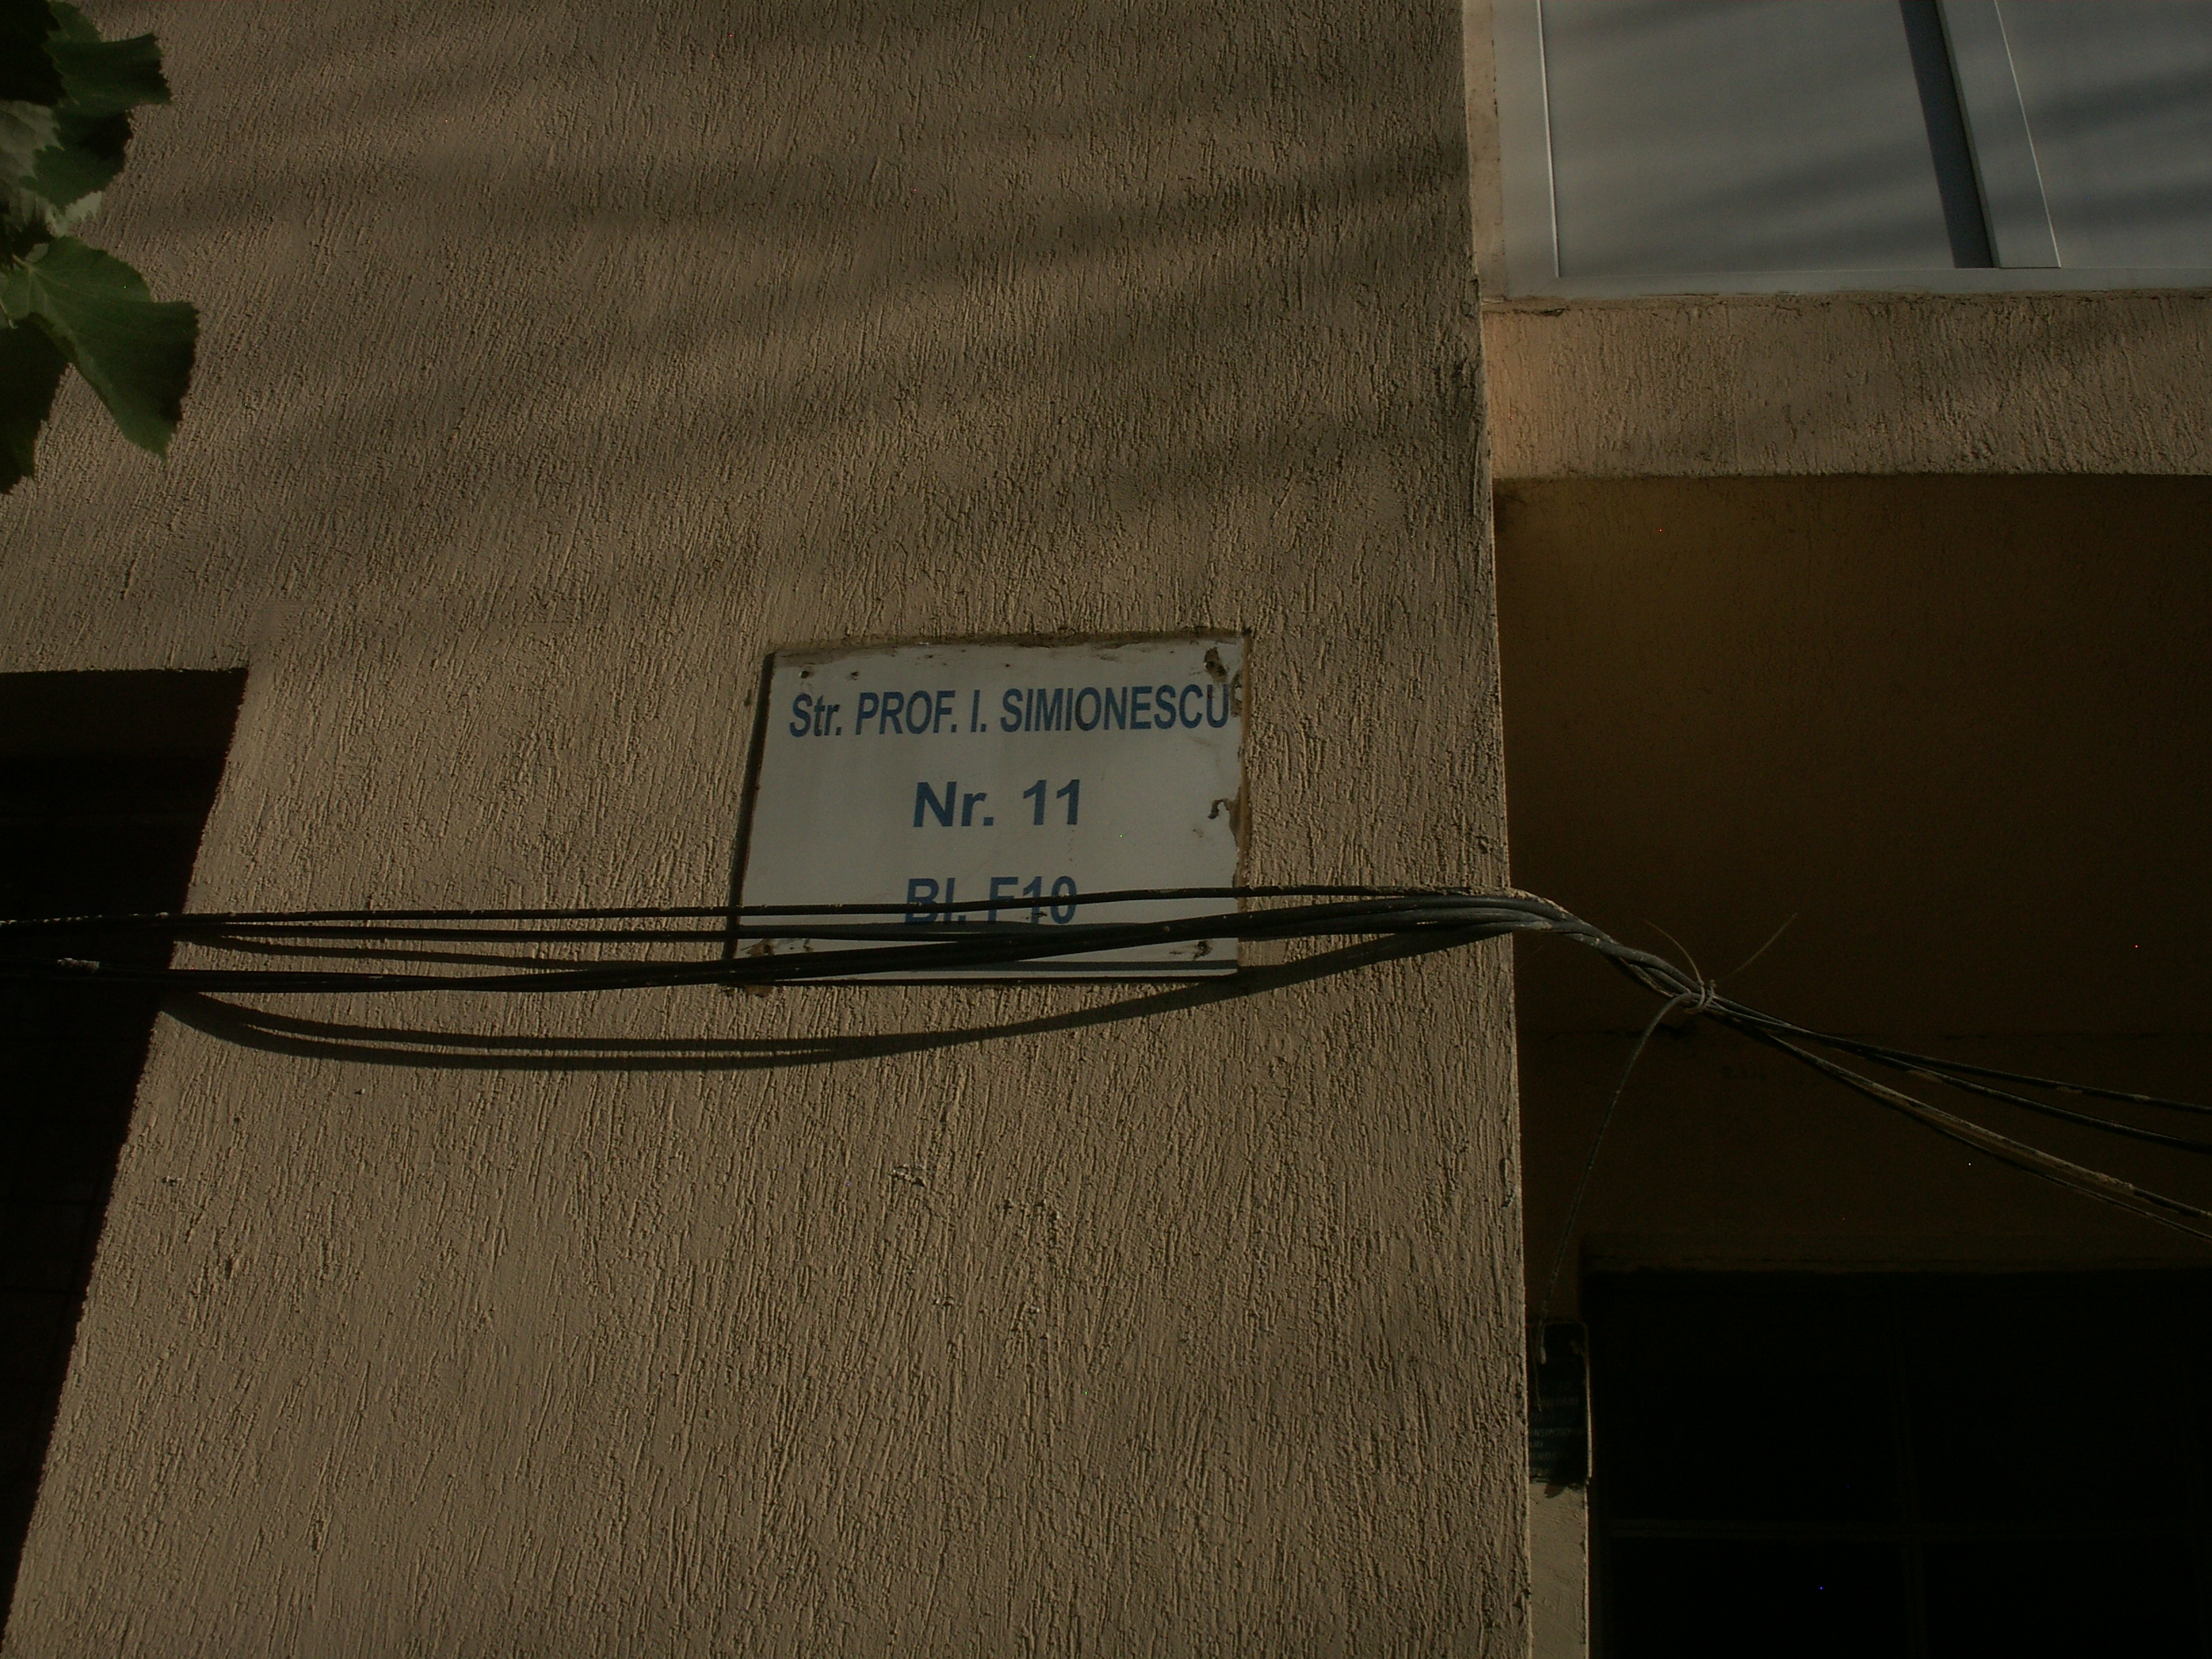 Str. PROF. I. SIMIONESCU
Nr. 11
Bl. F10